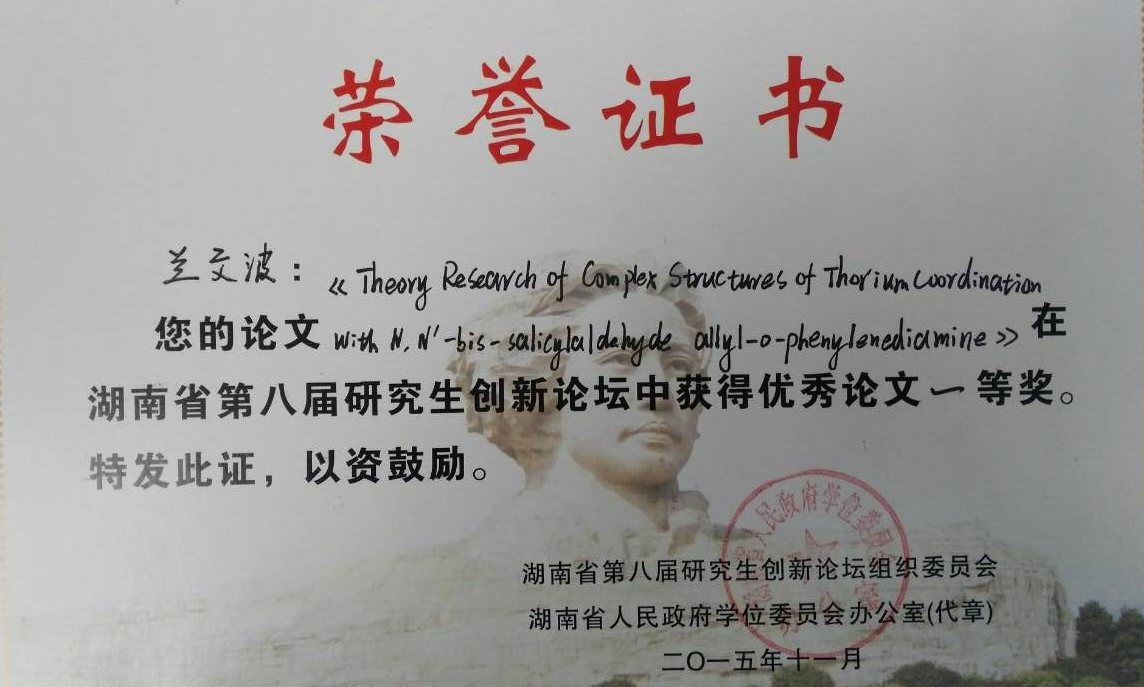 荣誉证书
兰文波：《Theory Research of Complex Structures of Thorium Coordination
您的论文 with N,N'-bis-salicylaldehyde allyl-o-phenylenediamine》在
湖南省第八届研究生创新论坛中获得优秀论文一等奖。
特发此证，以资鼓励。
湖南省第八届研究生创新论坛组织委员会
湖南省人民政府学位委员会办公室(代章)
二〇一五年十一月